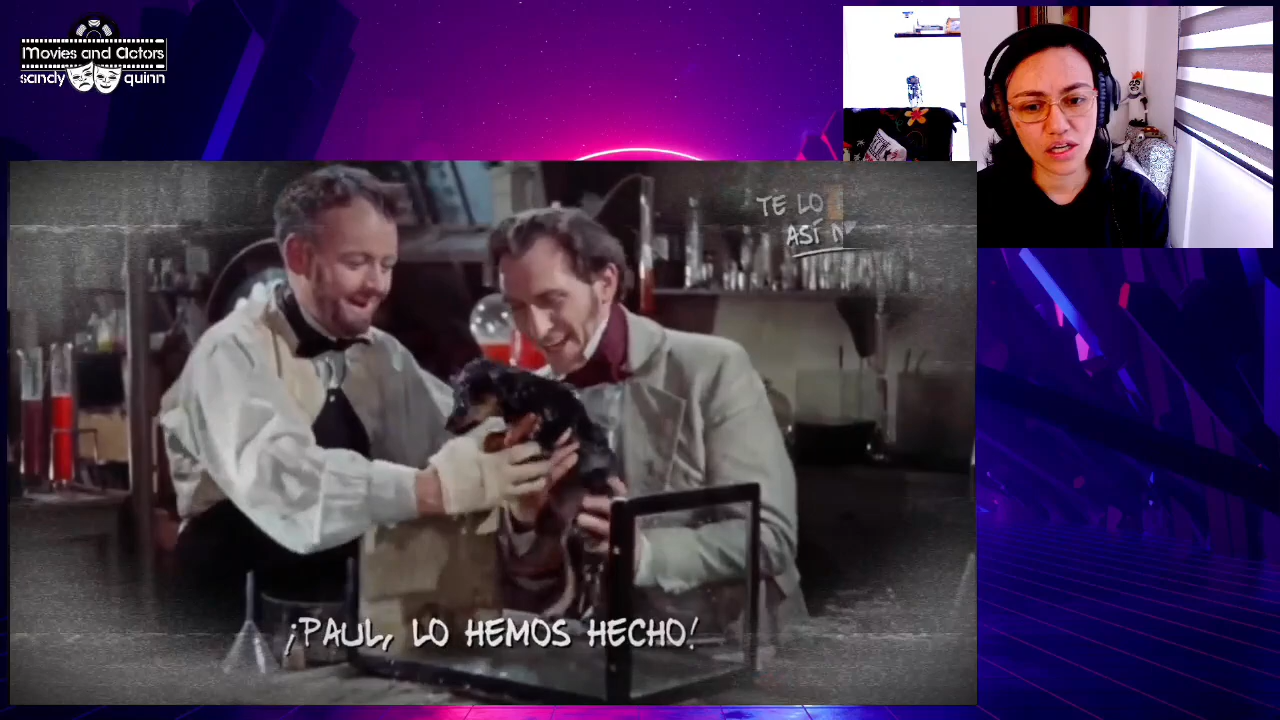 Movies and Actors
sandy quinn
TE LO
ASÍ
¡PAUL, LO HEMOS HECHO!